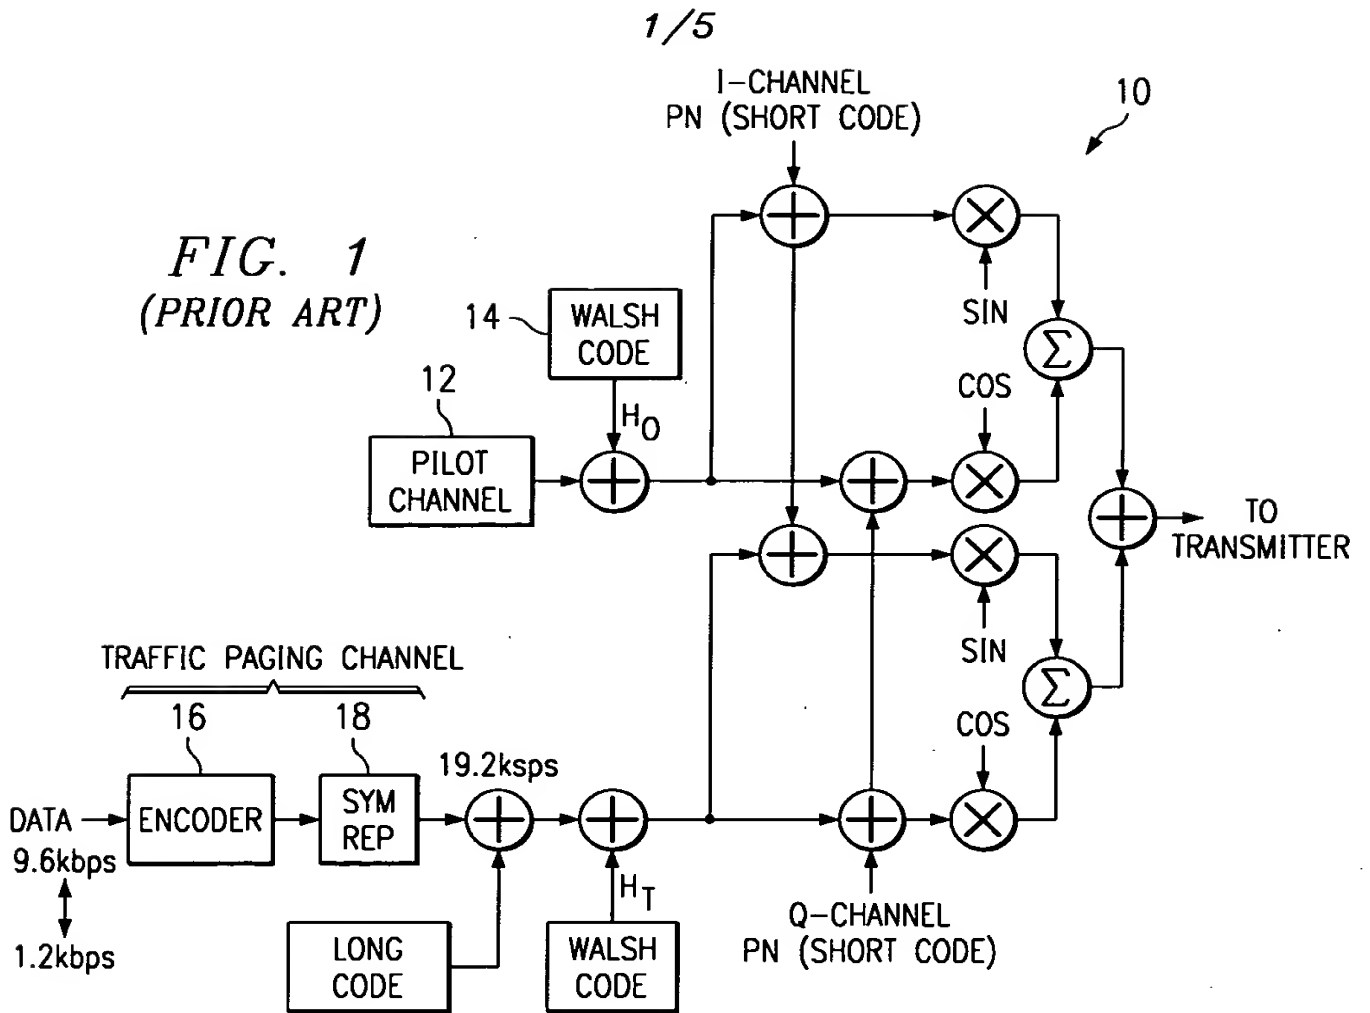 1/5
I-CHANNEL
PN (SHORT CODE)
10
FIG. 1
(PRIOR ART)
14
WALSH
CODE
SIN
Σ
12
H0
COS
PILOT
CHANNEL
TO
TRANSMITTER
SIN
TRAFFIC PAGING CHANNEL
Σ
16
18
COS
19.2ksps
DATA
ENCODER
SYM
REP
9.6kbps
1.2kbps
HT
LONG
CODE
WALSH
CODE
Q-CHANNEL
PN (SHORT CODE)